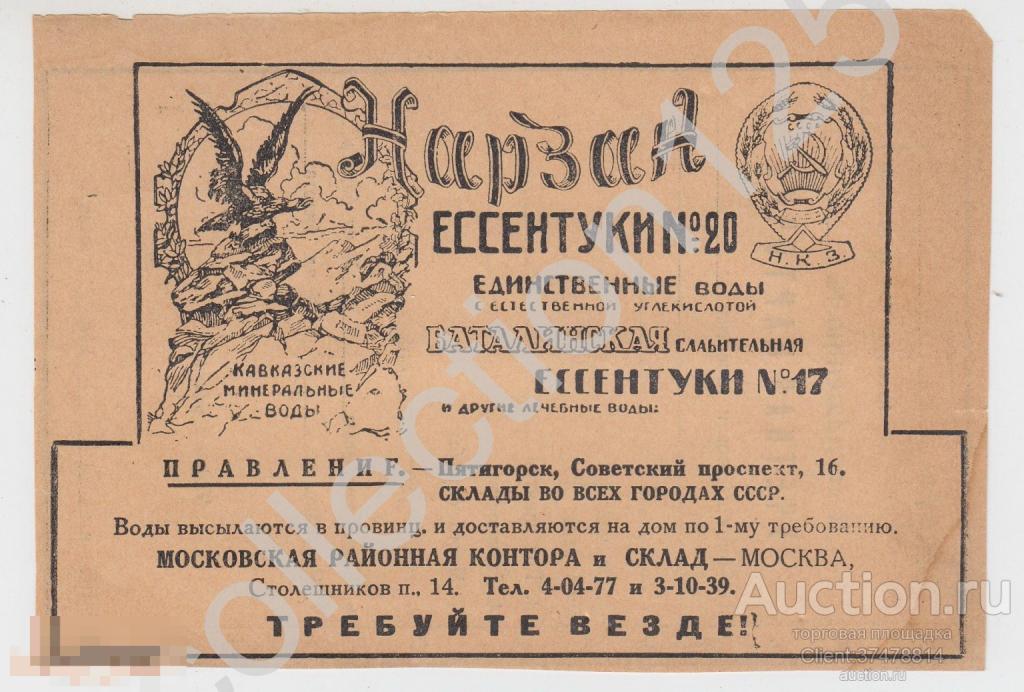 Нарзан
ЕССЕНТУКИ №20
ЕДИНСТВЕННЫЕ ВОДЫ
С ЕСТЕСТВЕННОЙ УГЛЕКИСЛОТОЙ
БАТАЛИНСКАЯ СЛАБИТЕЛЬНАЯ
ЕССЕНТУКИ №17
И ДРУГИЕ ЛЕЧЕБНЫЕ ВОДЫ:
Н.К.З.
КАВКАЗСКИЕ
МИНЕРАЛЬНЫЕ
ВОДЫ
ПРАВЛЕНИЕ.—Пятигорск, Советский проспект, 16.
СКЛАДЫ ВО ВСЕХ ГОРОДАХ СССР.
Воды высылаются в провинц. и доставляются на дом по 1-му требованию.
МОСКОВСКАЯ РАЙОННАЯ КОНТОРА и СКЛАД—МОСКВА,
Столешников п., 14. Тел. 4-04-77 и 3-10-39.
ТРЕБУЙТЕ ВЕЗДЕ!
collection125
Auction.ru
торговая площадка
Client:37478814
auction.ru